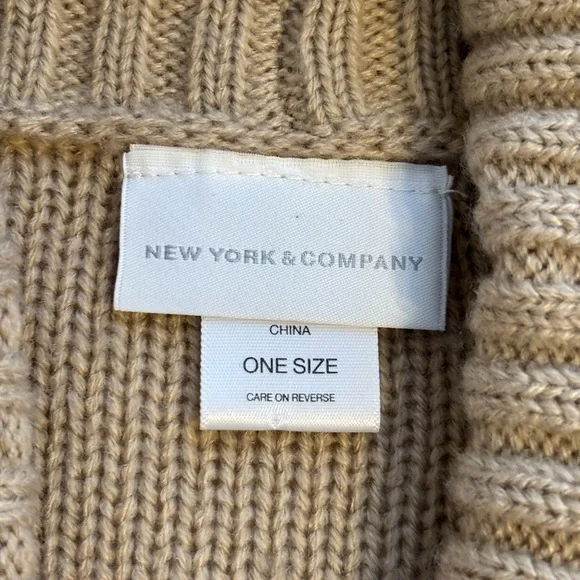 NEW YORK & COMPANY
CHINA
ONE SIZE
CARE ON REVERSE